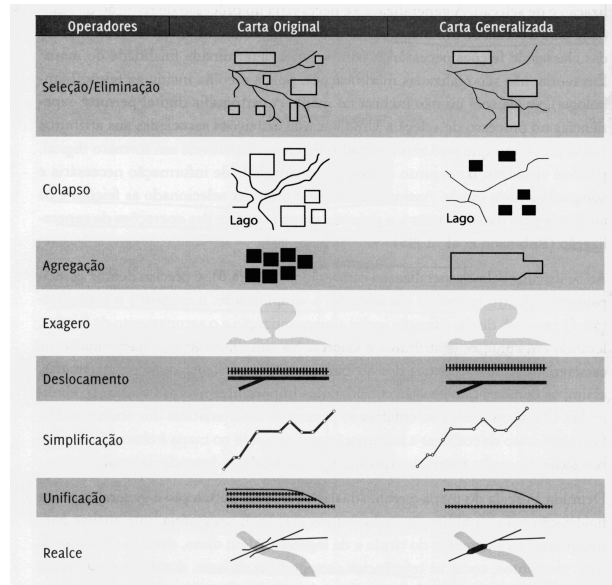 Operadores Carta Original Carta Generalizada
Seleção/Eliminação
Colapso
Lago Lago
Agregação
Exagero
Deslocamento
Simplificação
Unificação
Realce